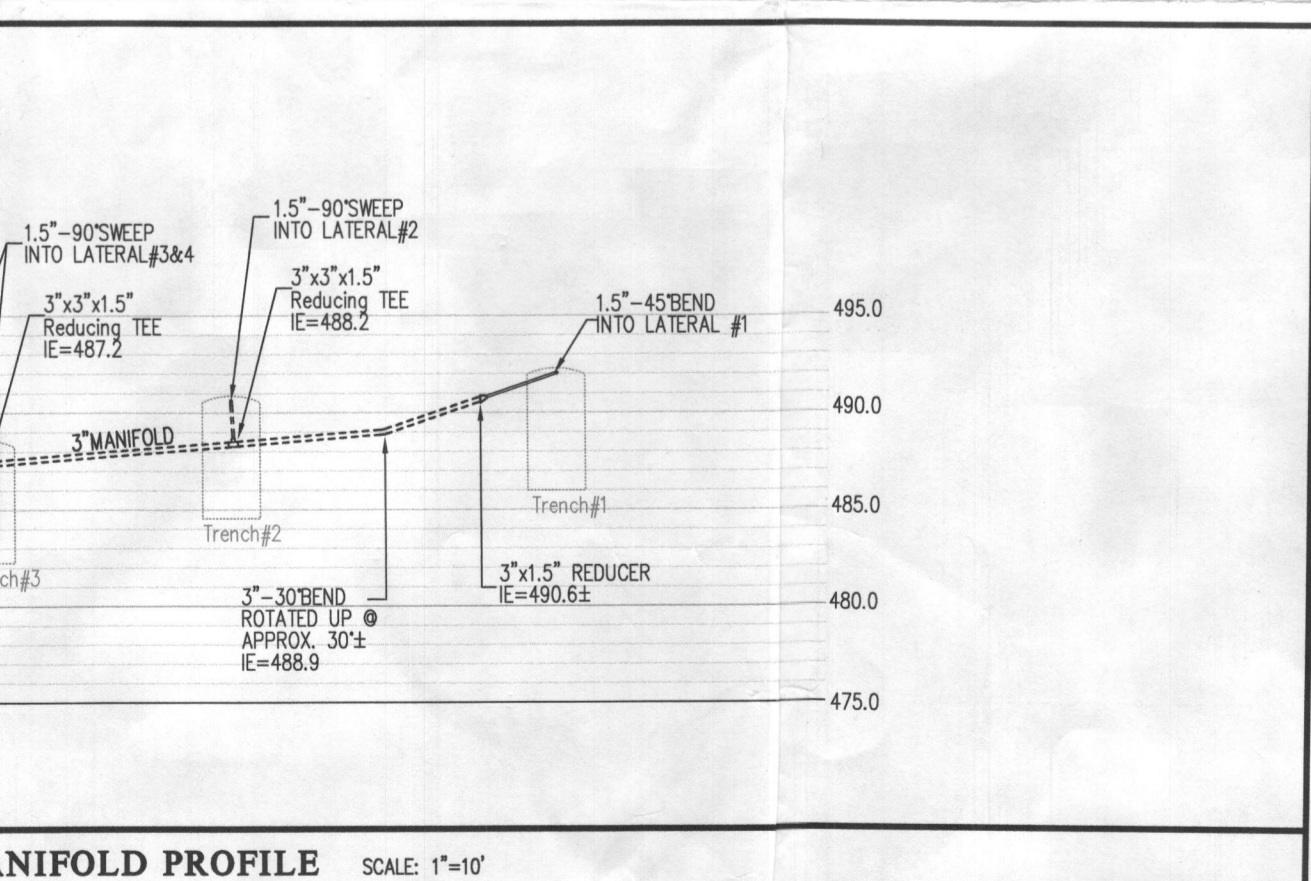 1.5"-90°SWEEP
INTO LATERAL#2
1.5"-90°SWEEP
INTO LATERAL#3&4
3"x3"x1.5"
Reducing TEE
IE=488.2
3"x3"x1.5"
Reducing TEE
IE=487.2
1.5"-45°BEND
INTO LATERAL #1
495.0
490.0
3"MANIFOLD
485.0
Trench#1
Trench#2
ch#3
3"x1.5" REDUCER
IE=490.6±
3"-30°BEND
ROTATED UP @
APPROX. 30°±
IE=488.9
480.0
475.0
ANIFOLD PROFILE SCALE: 1"=10'